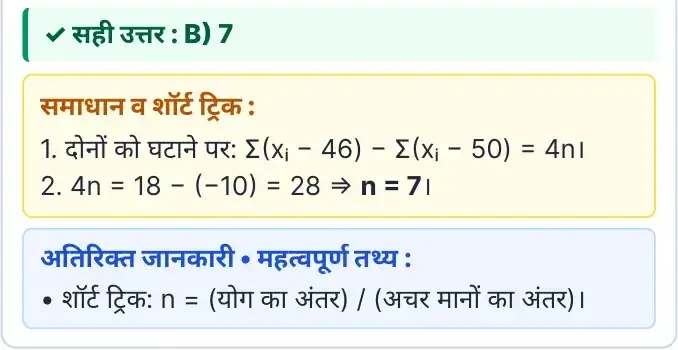 ✓ सही उत्तर : B) 7
समाधान व शॉर्ट ट्रिक :
1. दोनों को घटाने पर: Σ(xᵢ − 46) − Σ(xᵢ − 50) = 4n।
2. 4n = 18 − (−10) = 28 ⇒ n = 7।
अतिरिक्त जानकारी • महत्वपूर्ण तथ्य :
• शॉर्ट ट्रिक: n = (योग का अंतर) / (अचर मानों का अंतर)।